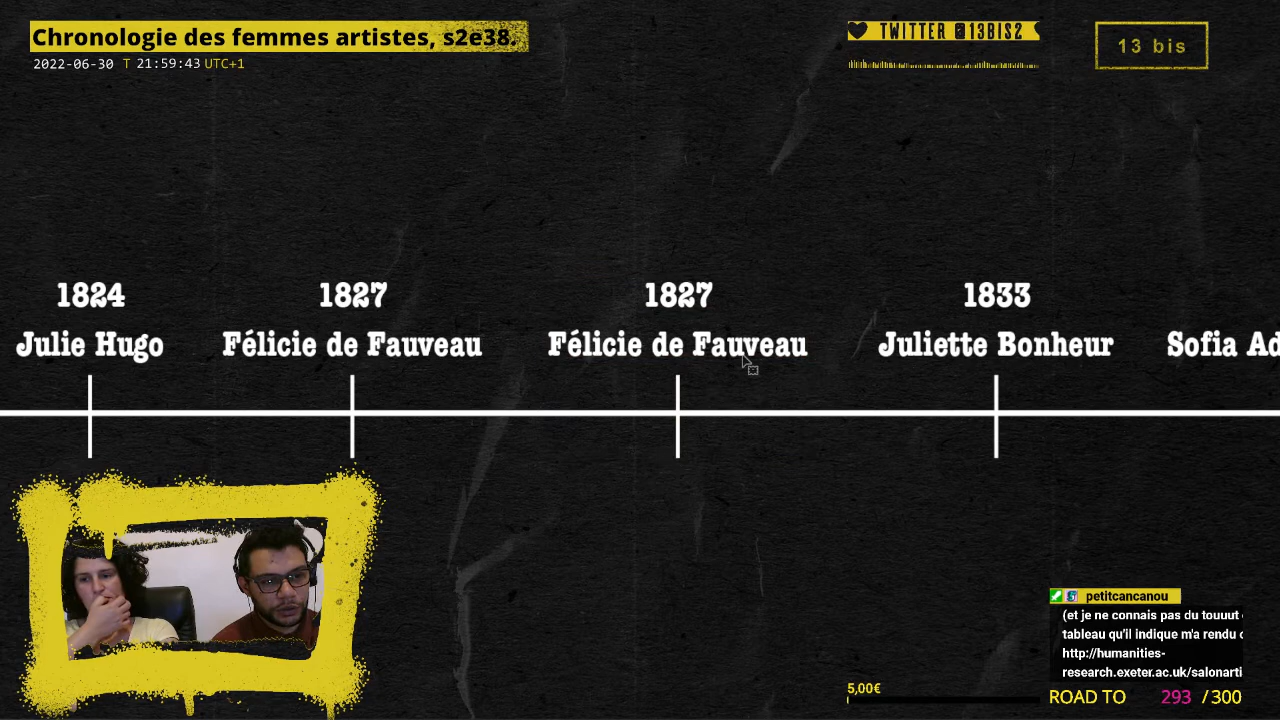 Chronologie des femmes artistes, s2e38.
2022-06-30 T 21:59:43 UTC+1
TWITTER @13BIS2
13 bis
1824
Julie Hugo
1827
Félicie de Fauveau
1827
Félicie de Fauveau
1833
Juliette Bonheur
Sofia Ad
petitcancanou
(et je ne connais pas du touuut
tableau qu'il indique m'a rendu
http://humanities-
research.exeter.ac.uk/salonarti
5,00€
ROAD TO 293 /300